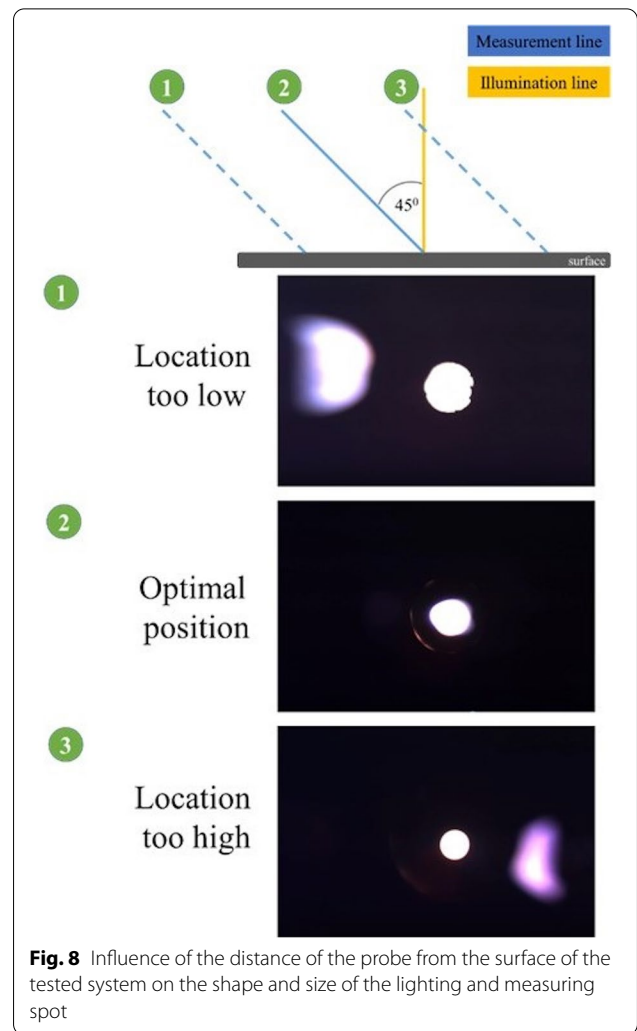 Measurement line
Illumination line
1
2
3
45⁰
surface
1
Location
too low
2
Optimal
position
3
Location
too high
Fig. 8 Influence of the distance of the probe from the surface of the
tested system on the shape and size of the lighting and measuring
spot